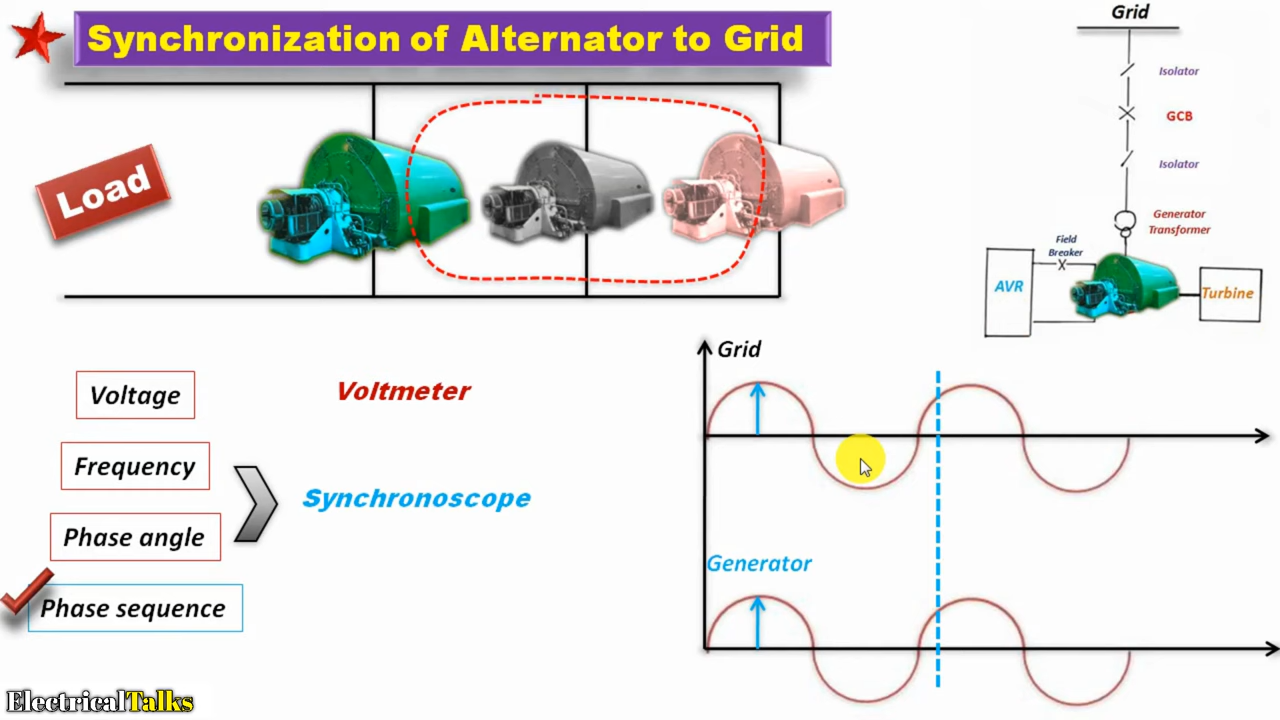 Synchronization of Alternator to Grid
Load
Grid
Isolator
GCB
Isolator
Generator
Transformer
Field
Breaker
AVR
Turbine
Voltage
Voltmeter
Frequency
Synchronoscope
Phase angle
Phase sequence
Grid
Generator
ElectricalTalks